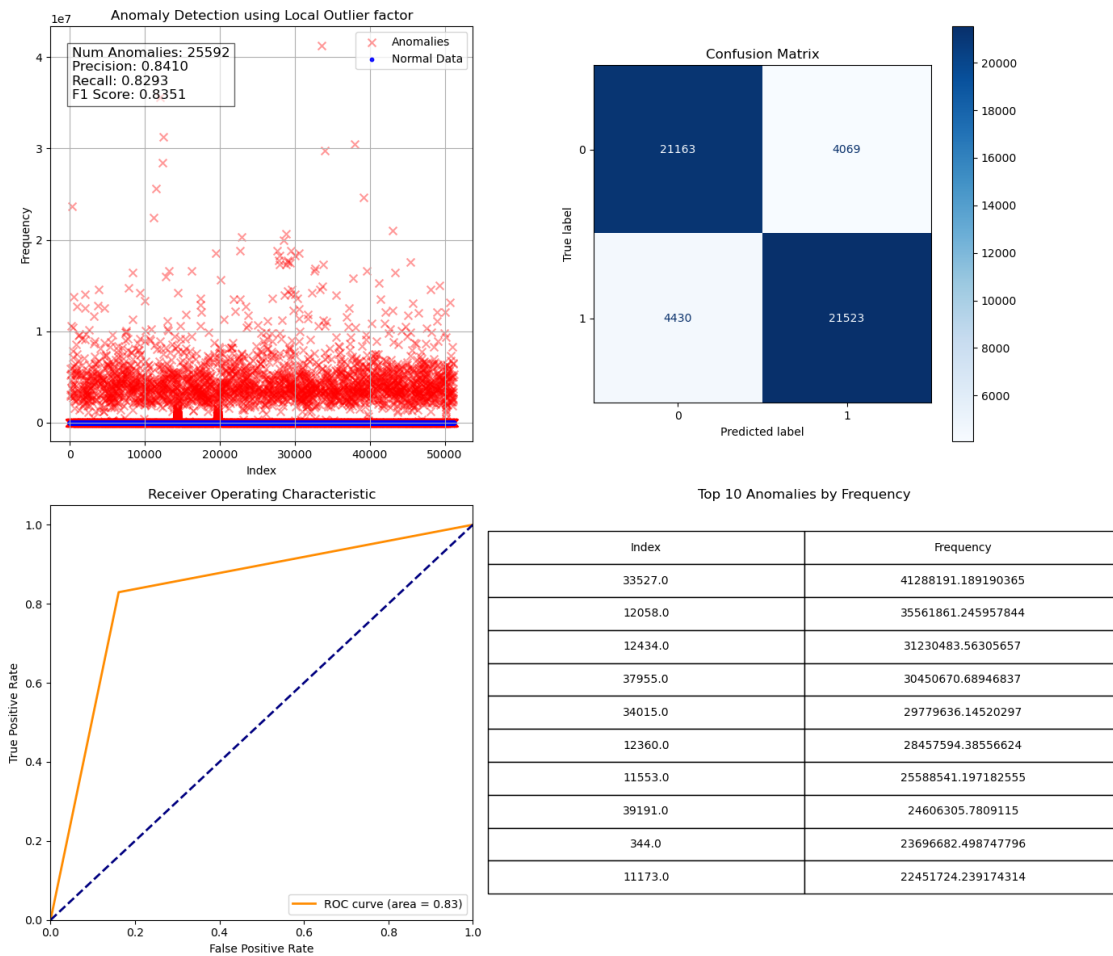 Anomaly Detection using Local Outlier factor
1e7
Num Anomalies: 25592
Precision: 0.8410
Recall: 0.8293
F1 Score: 0.8351
Anomalies
Normal Data
4
3
2
1
0
Frequency
0 10000 20000 30000 40000 50000
Index
Confusion Matrix
0
1
True label
21163 4069
4430 21523
0 1
Predicted label
20000
18000
16000
14000
12000
10000
8000
6000
Receiver Operating Characteristic
1.0
0.8
0.6
0.4
0.2
0.0
True Positive Rate
ROC curve (area = 0.83)
0.0 0.2 0.4 0.6 0.8 1.0
False Positive Rate
Top 10 Anomalies by Frequency
Index Frequency
33527.0 41288191.189190365
12058.0 35561861.245957844
12434.0 31230483.56305657
37955.0 30450670.68946837
34015.0 29779636.14520297
12360.0 28457594.38556624
11553.0 25588541.197182555
39191.0 24606305.7809115
344.0 23696682.498747796
11173.0 22451724.239174314